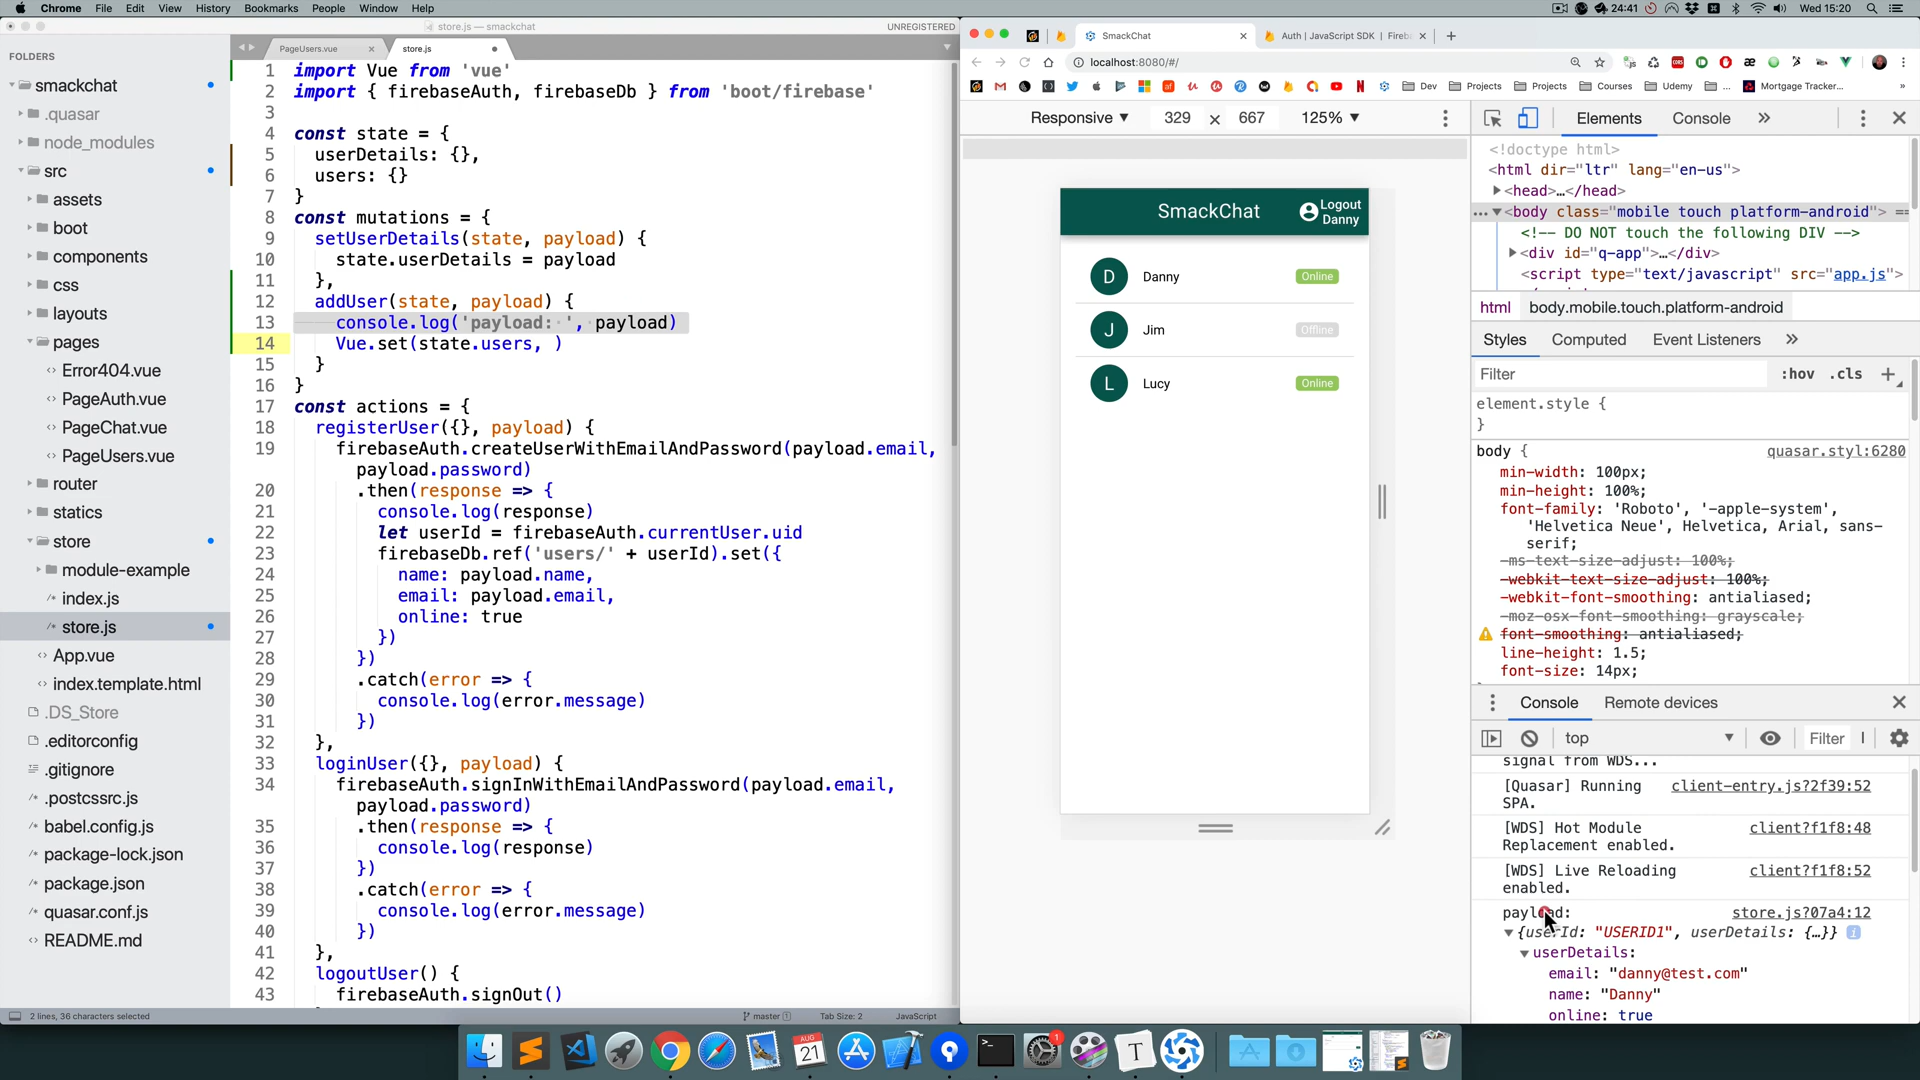 Chrome File Edit View History Bookmarks People Window Help
24:41 Wed 15:20
store.js — smackchat
UNREGISTERED
FOLDERS
smackchat
.quasar
node_modules
src
assets
boot
components
css
layouts
pages
Error404.vue
PageAuth.vue
PageChat.vue
PageUsers.vue
router
statics
store
module-example
index.js
store.js
App.vue
index.template.html
.DS_Store
.editorconfig
.gitignore
.postcssrc.js
babel.config.js
package-lock.json
package.json
quasar.conf.js
README.md
PageUsers.vue
store.js
1 import Vue from 'vue'
2 import { firebaseAuth, firebaseDb } from 'boot/firebase'
3
4 const state = {
5 userDetails: {},
6 users: {}
7 }
8 const mutations = {
9 setUserDetails(state, payload) {
10 state.userDetails = payload
11 },
12 addUser(state, payload) {
13 console.log('payload: ', payload)
14 Vue.set(state.users, )
15 }
16 }
17 const actions = {
18 registerUser({}, payload) {
19 firebaseAuth.createUserWithEmailAndPassword(payload.email,
payload.password)
20 .then(response => {
21 console.log(response)
22 let userId = firebaseAuth.currentUser.uid
23 firebaseDb.ref('users/' + userId).set({
24 name: payload.name,
25 email: payload.email,
26 online: true
27 })
28 })
29 .catch(error => {
30 console.log(error.message)
31 })
32 },
33 loginUser({}, payload) {
34 firebaseAuth.signInWithEmailAndPassword(payload.email,
payload.password)
35 .then(response => {
36 console.log(response)
37 })
38 .catch(error => {
39 console.log(error.message)
40 })
41 },
42 logoutUser() {
43 firebaseAuth.signOut()
2 lines, 36 characters selected
master 1
Tab Size: 2
JavaScript
SmackChat
Auth | JavaScript SDK | Fireb
localhost:8080/#/
Dev Projects Projects Courses Udemy ... Mortgage Tracker... »
Responsive 329 × 667 125%
SmackChat
Logout
Danny
D Danny Online
J Jim Offline
L Lucy Online
Elements Console »
<!doctype html>
<html dir="ltr" lang="en-us">
<head>…</head>
<body class="mobile touch platform-android"> ==
<!-- DO NOT touch the following DIV -->
<div id="q-app">…</div>
<script type="text/javascript" src="app.js">
html body.mobile.touch.platform-android
Styles Computed Event Listeners »
Filter :hov .cls +
element.style {
}
body { quasar.styl:6280
min-width: 100px;
min-height: 100%;
font-family: 'Roboto', '-apple-system',
'Helvetica Neue', Helvetica, Arial, sans-
serif;
-ms-text-size-adjust: 100%;
-webkit-text-size-adjust: 100%;
-webkit-font-smoothing: antialiased;
-moz-osx-font-smoothing: grayscale;
font-smoothing: antialiased;
line-height: 1.5;
font-size: 14px;
Console Remote devices
top Filter
signal from WDS...
[Quasar] Running client-entry.js?2f39:52
SPA.
[WDS] Hot Module client?f1f8:48
Replacement enabled.
[WDS] Live Reloading client?f1f8:52
enabled.
payload: store.js?07a4:12
{userId: "USERID1", userDetails: {…}} i
userDetails:
email: "danny@test.com"
name: "Danny"
online: true
AUG
21
T
1